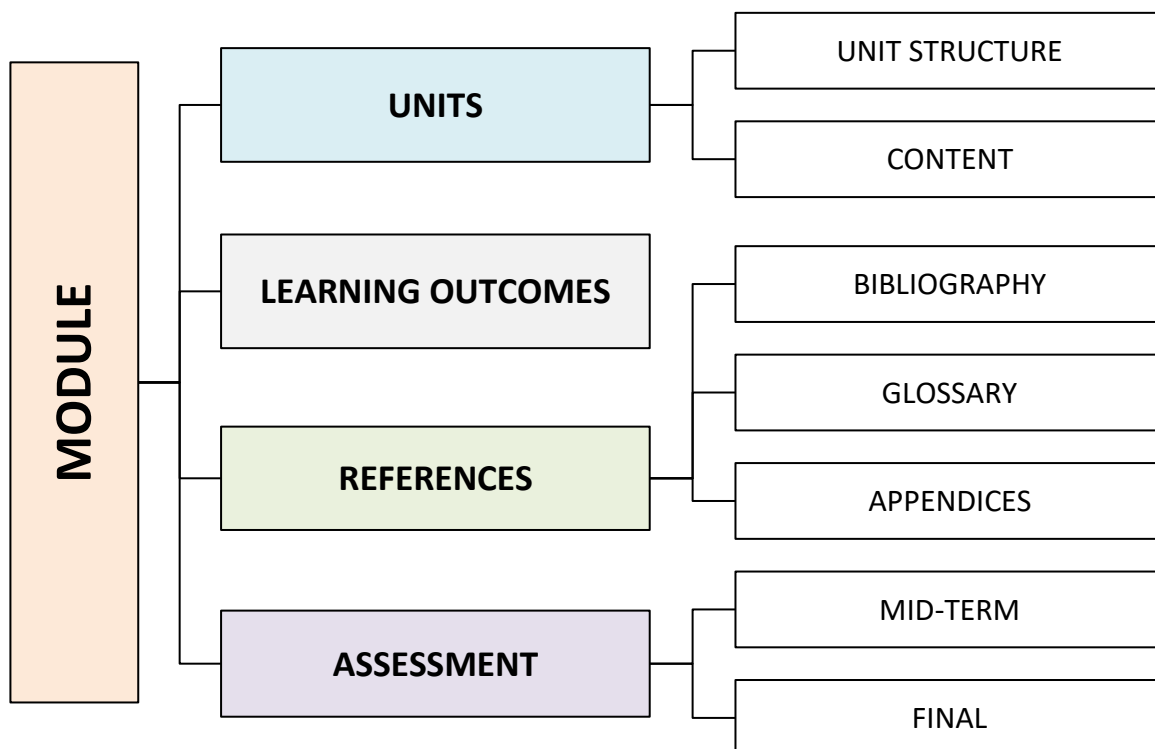 MODULE
UNITS
UNIT STRUCTURE
CONTENT
LEARNING OUTCOMES
REFERENCES
BIBLIOGRAPHY
GLOSSARY
APPENDICES
ASSESSMENT
MID-TERM
FINAL